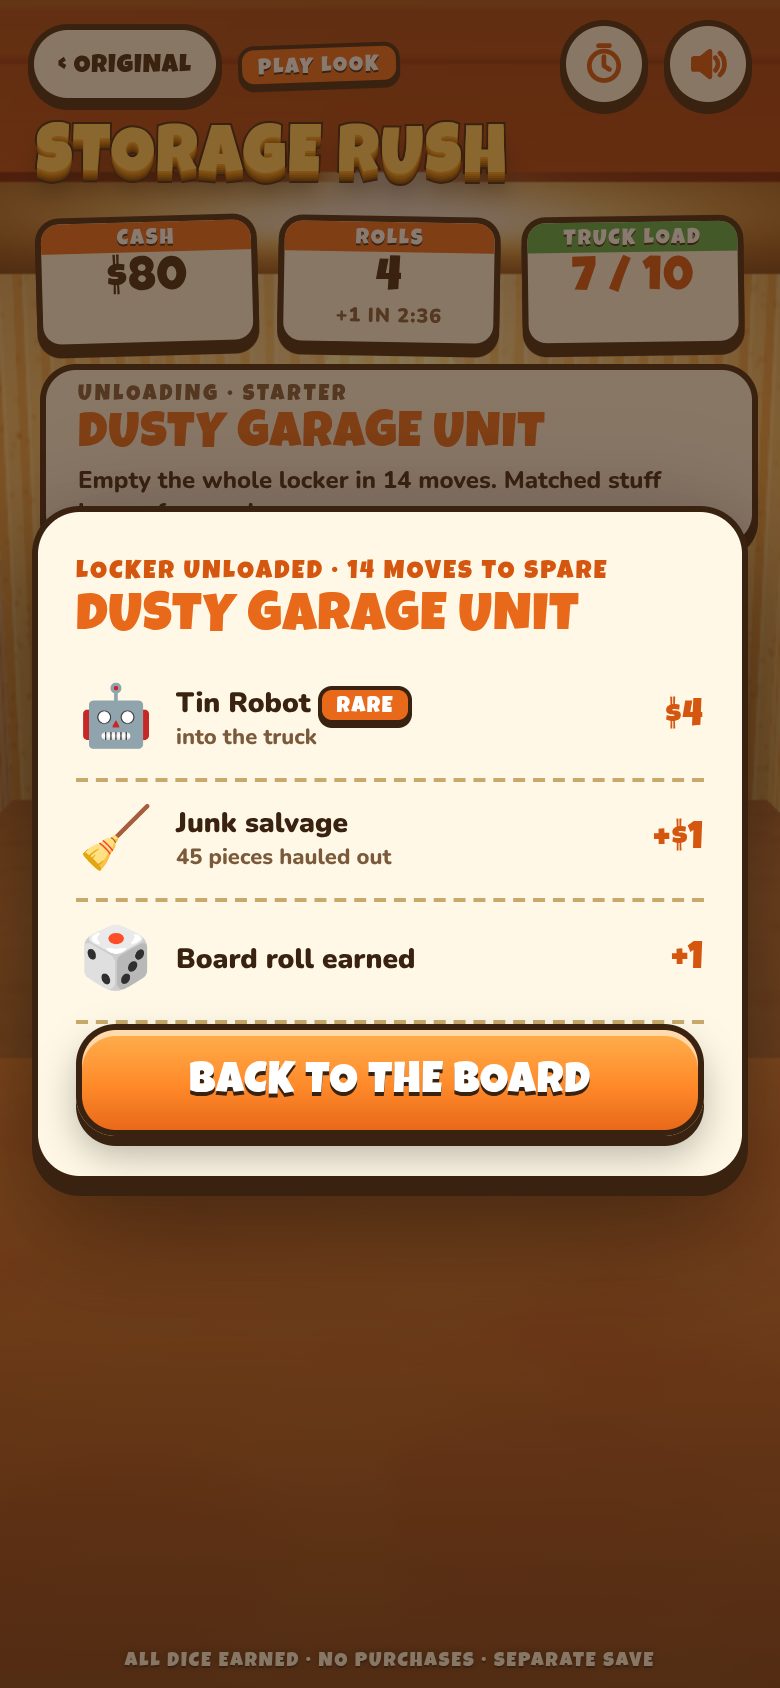 ‹ ORIGINAL
PLAY LOOK
STORAGE RUSH
CASH
$80
ROLLS
4
+1 IN 2:36
TRUCK LOAD
7 / 10
UNLOADING · STARTER
DUSTY GARAGE UNIT
Empty the whole locker in 14 moves. Matched stuff
LOCKER UNLOADED · 14 MOVES TO SPARE
DUSTY GARAGE UNIT
Tin Robot RARE
into the truck
$4
Junk salvage
45 pieces hauled out
+$1
Board roll earned
+1
BACK TO THE BOARD
ALL DICE EARNED · NO PURCHASES · SEPARATE SAVE